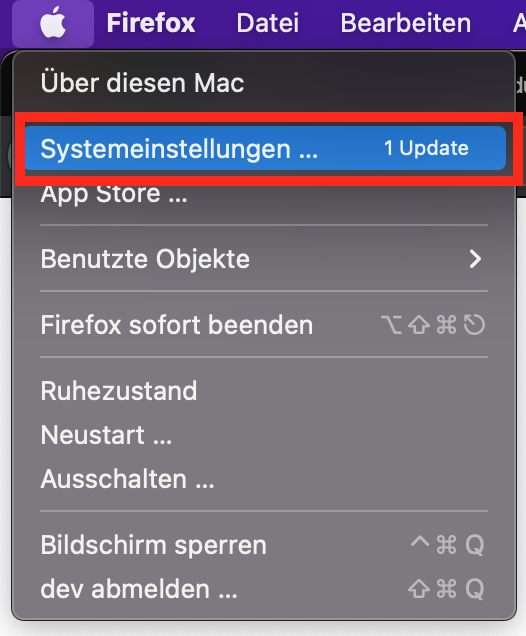 Firefox Datei Bearbeiten
Über diesen Mac
Systemeinstellungen ... 1 Update
App Store ...
Benutzte Objekte
Firefox sofort beenden ⌥⇧⌘⎋
Ruhezustand
Neustart ...
Ausschalten ...
Bildschirm sperren ^⌘Q
dev abmelden ... ⇧⌘Q